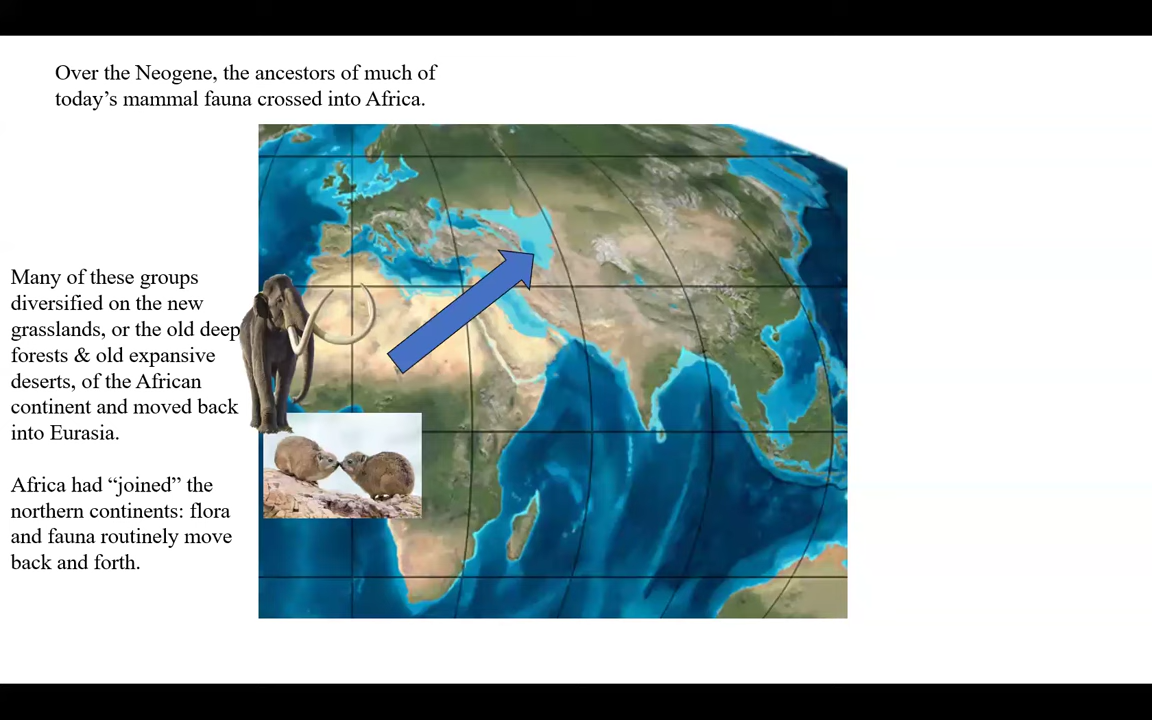 Over the Neogene, the ancestors of much of
today’s mammal fauna crossed into Africa.
Many of these groups
diversified on the new
grasslands, or the old deep
forests & old expansive
deserts, of the African
continent and moved back
into Eurasia.
Africa had “joined” the
northern continents: flora
and fauna routinely move
back and forth.